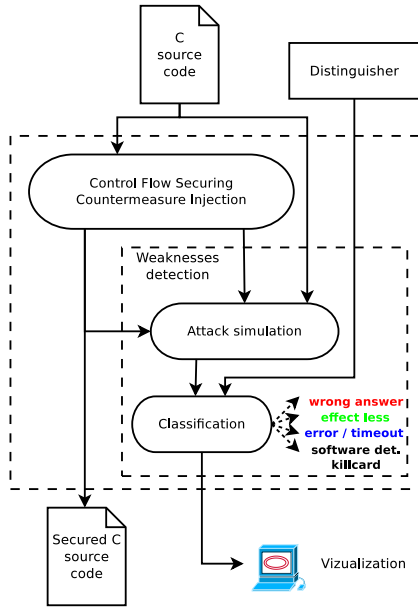 C
source
code
Distinguisher
Control Flow Securing
Countermeasure Injection
Weaknesses
detection
Attack simulation
Classification
wrong answer
effect less
error / timeout
software det.
killcard
Secured C
source
code
Vizualization